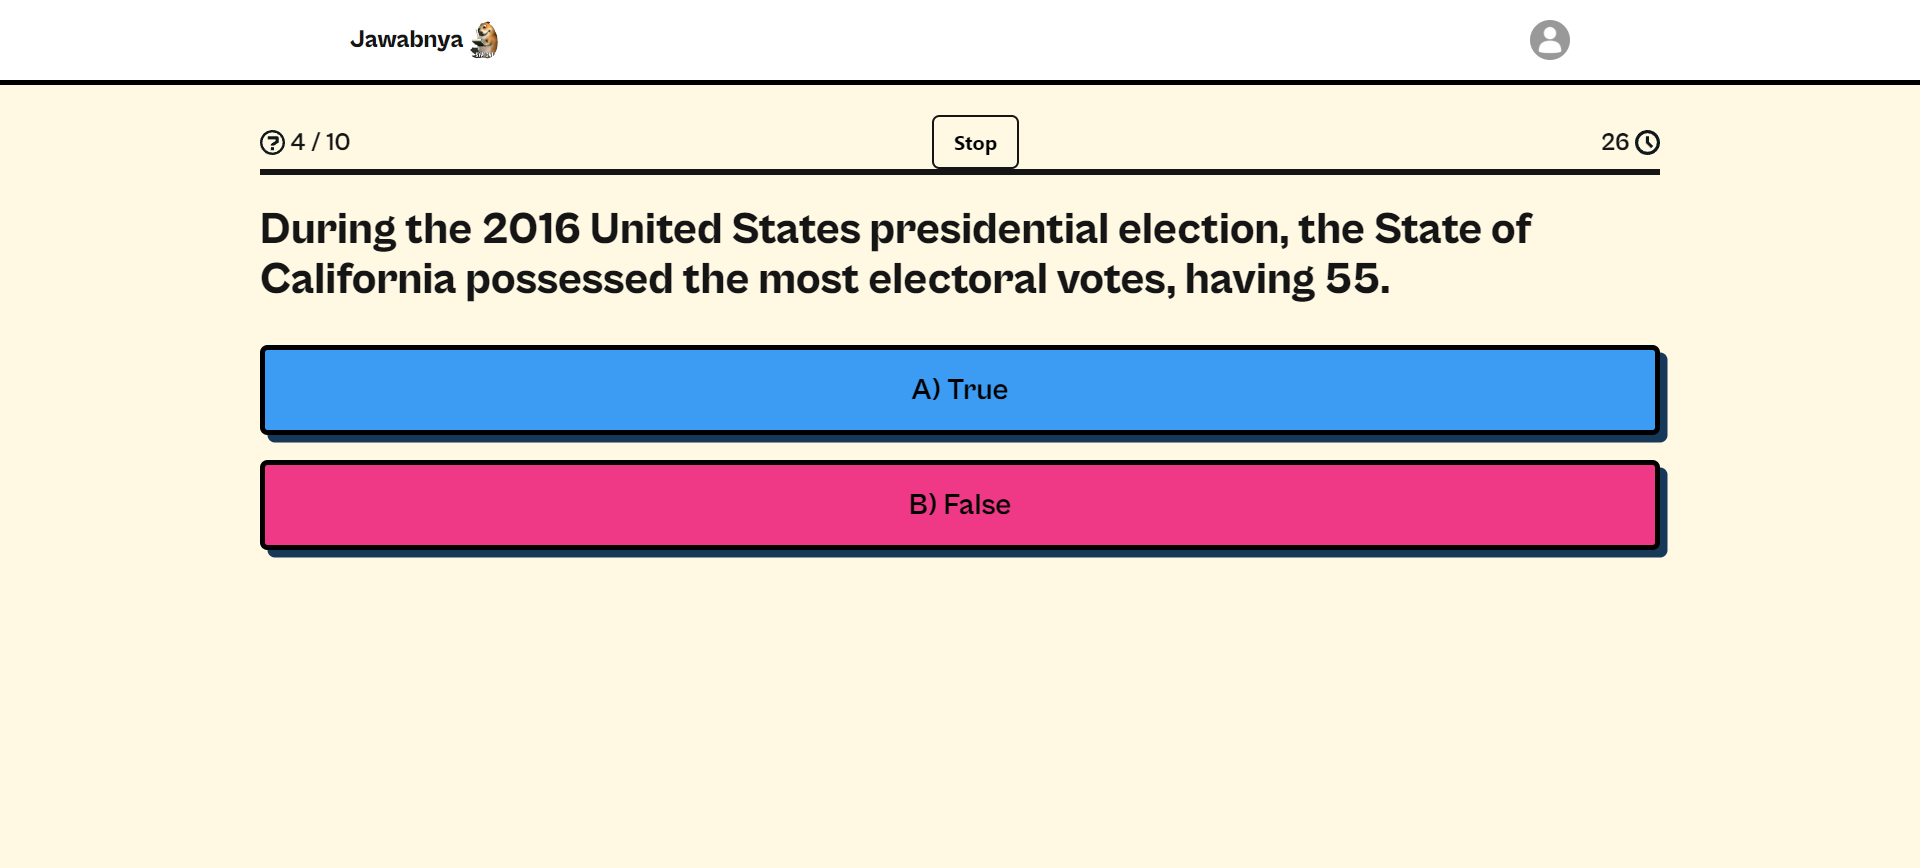 Jawabnya
4 / 10
Stop
26
During the 2016 United States presidential election, the State of
California possessed the most electoral votes, having 55.
A) True
B) False